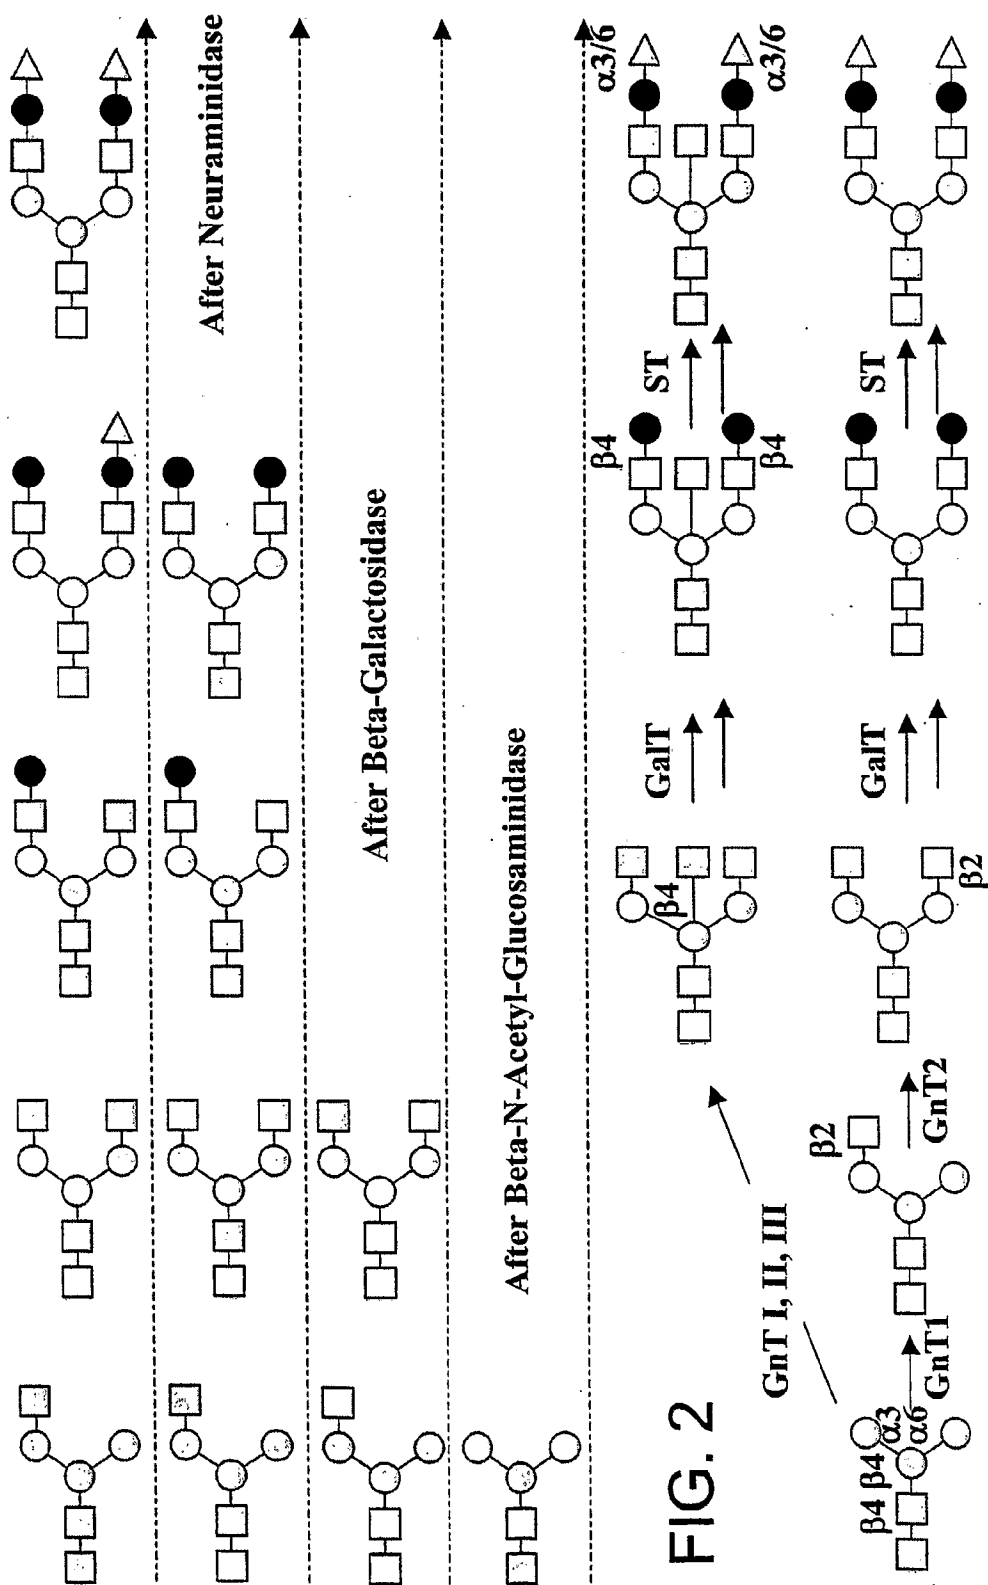 After Neuraminidase
After Beta-Galactosidase
After Beta-N-Acetyl-Glucosaminidase
FIG. 2
GnT I, II, III
β4
GalT
β4
β4
ST
α3/6
α3/6
β4 β4
α3
α6
GnT1
β2
GnT2
β2
GalT
ST